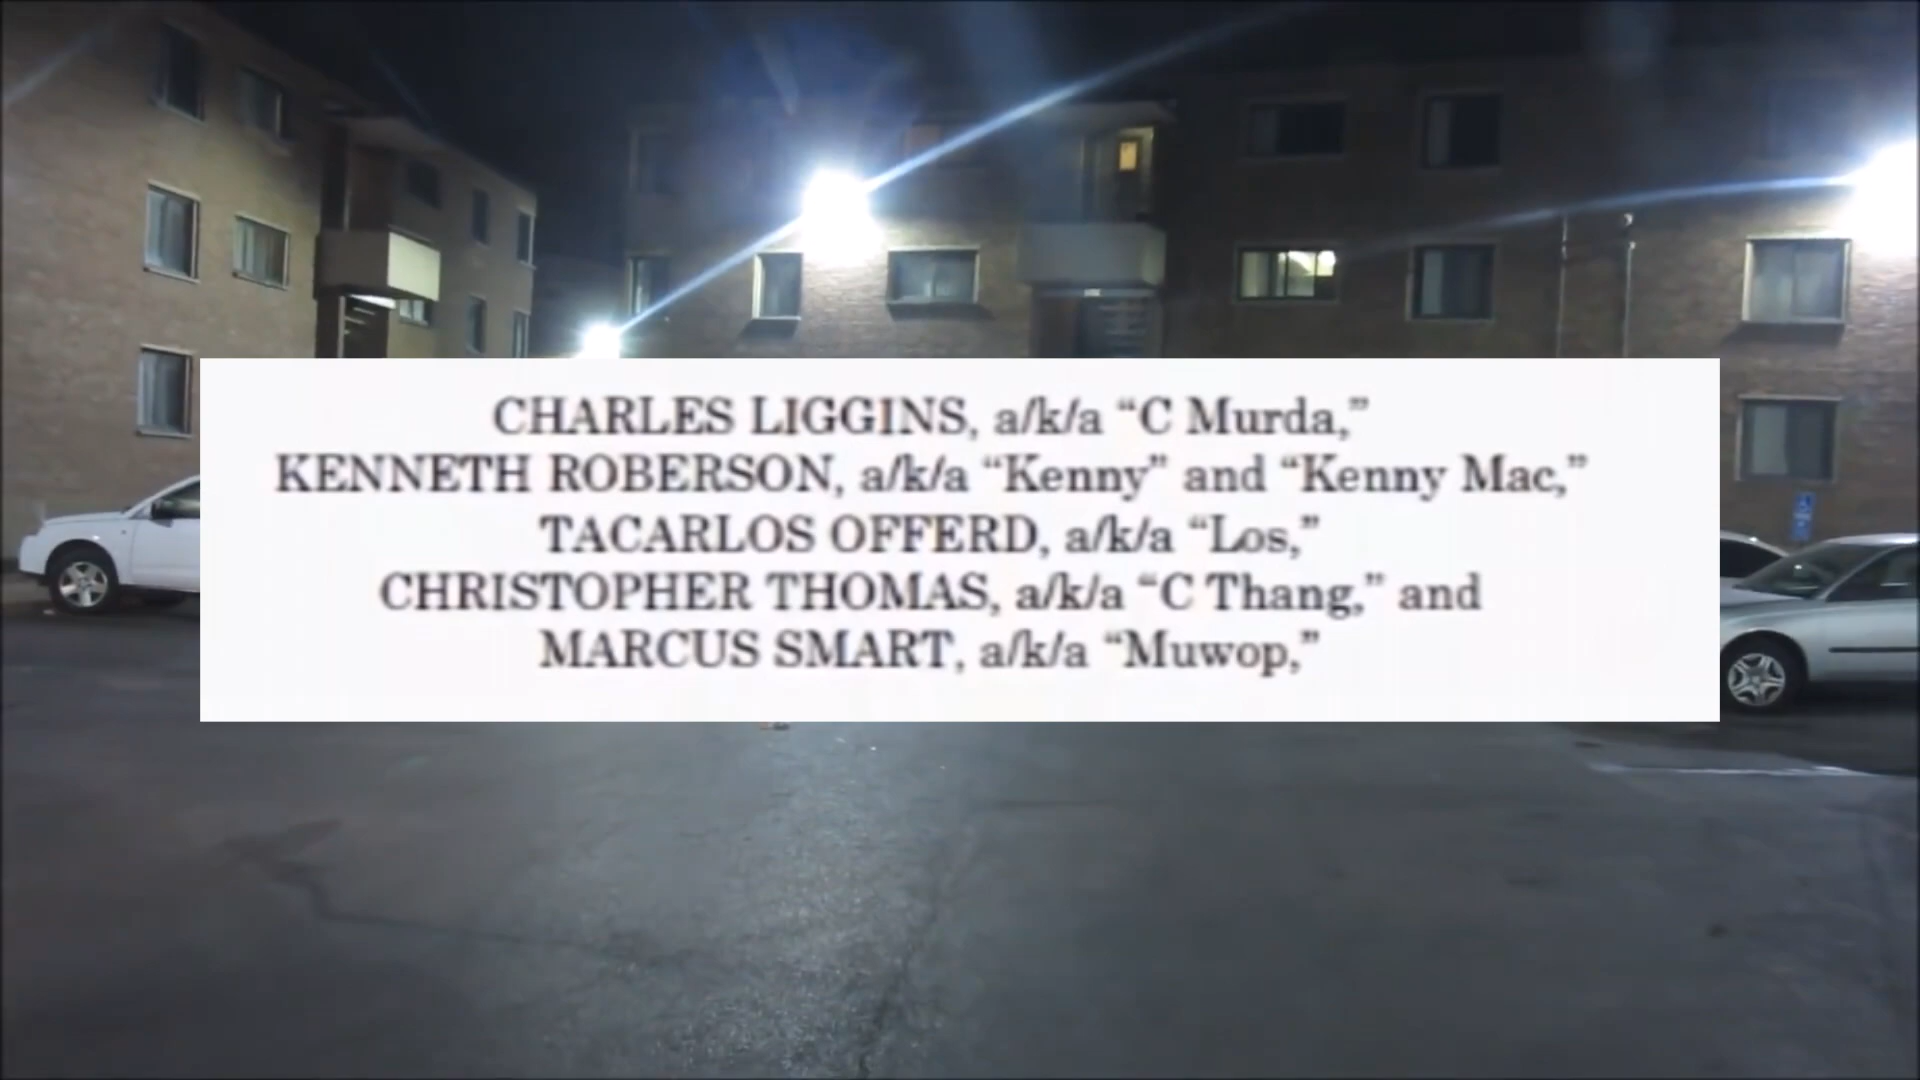 CHARLES LIGGINS, a/k/a “C Murda,”
KENNETH ROBERSON, a/k/a “Kenny” and “Kenny Mac,”
TACARLOS OFFERD, a/k/a “Los,”
CHRISTOPHER THOMAS, a/k/a “C Thang,” and
MARCUS SMART, a/k/a “Muwop,”